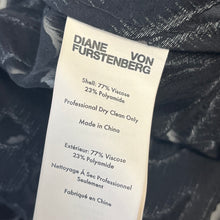 DIANE VON
FURSTENBERG
Shell: 77% Viscose
23% Polyamide
Professional Dry Clean Only
Made in China
Extérieur: 77% Viscose
23% Polyamide
Nettoyage À Sec Professionnel
Seulement
Fabriqué en Chine